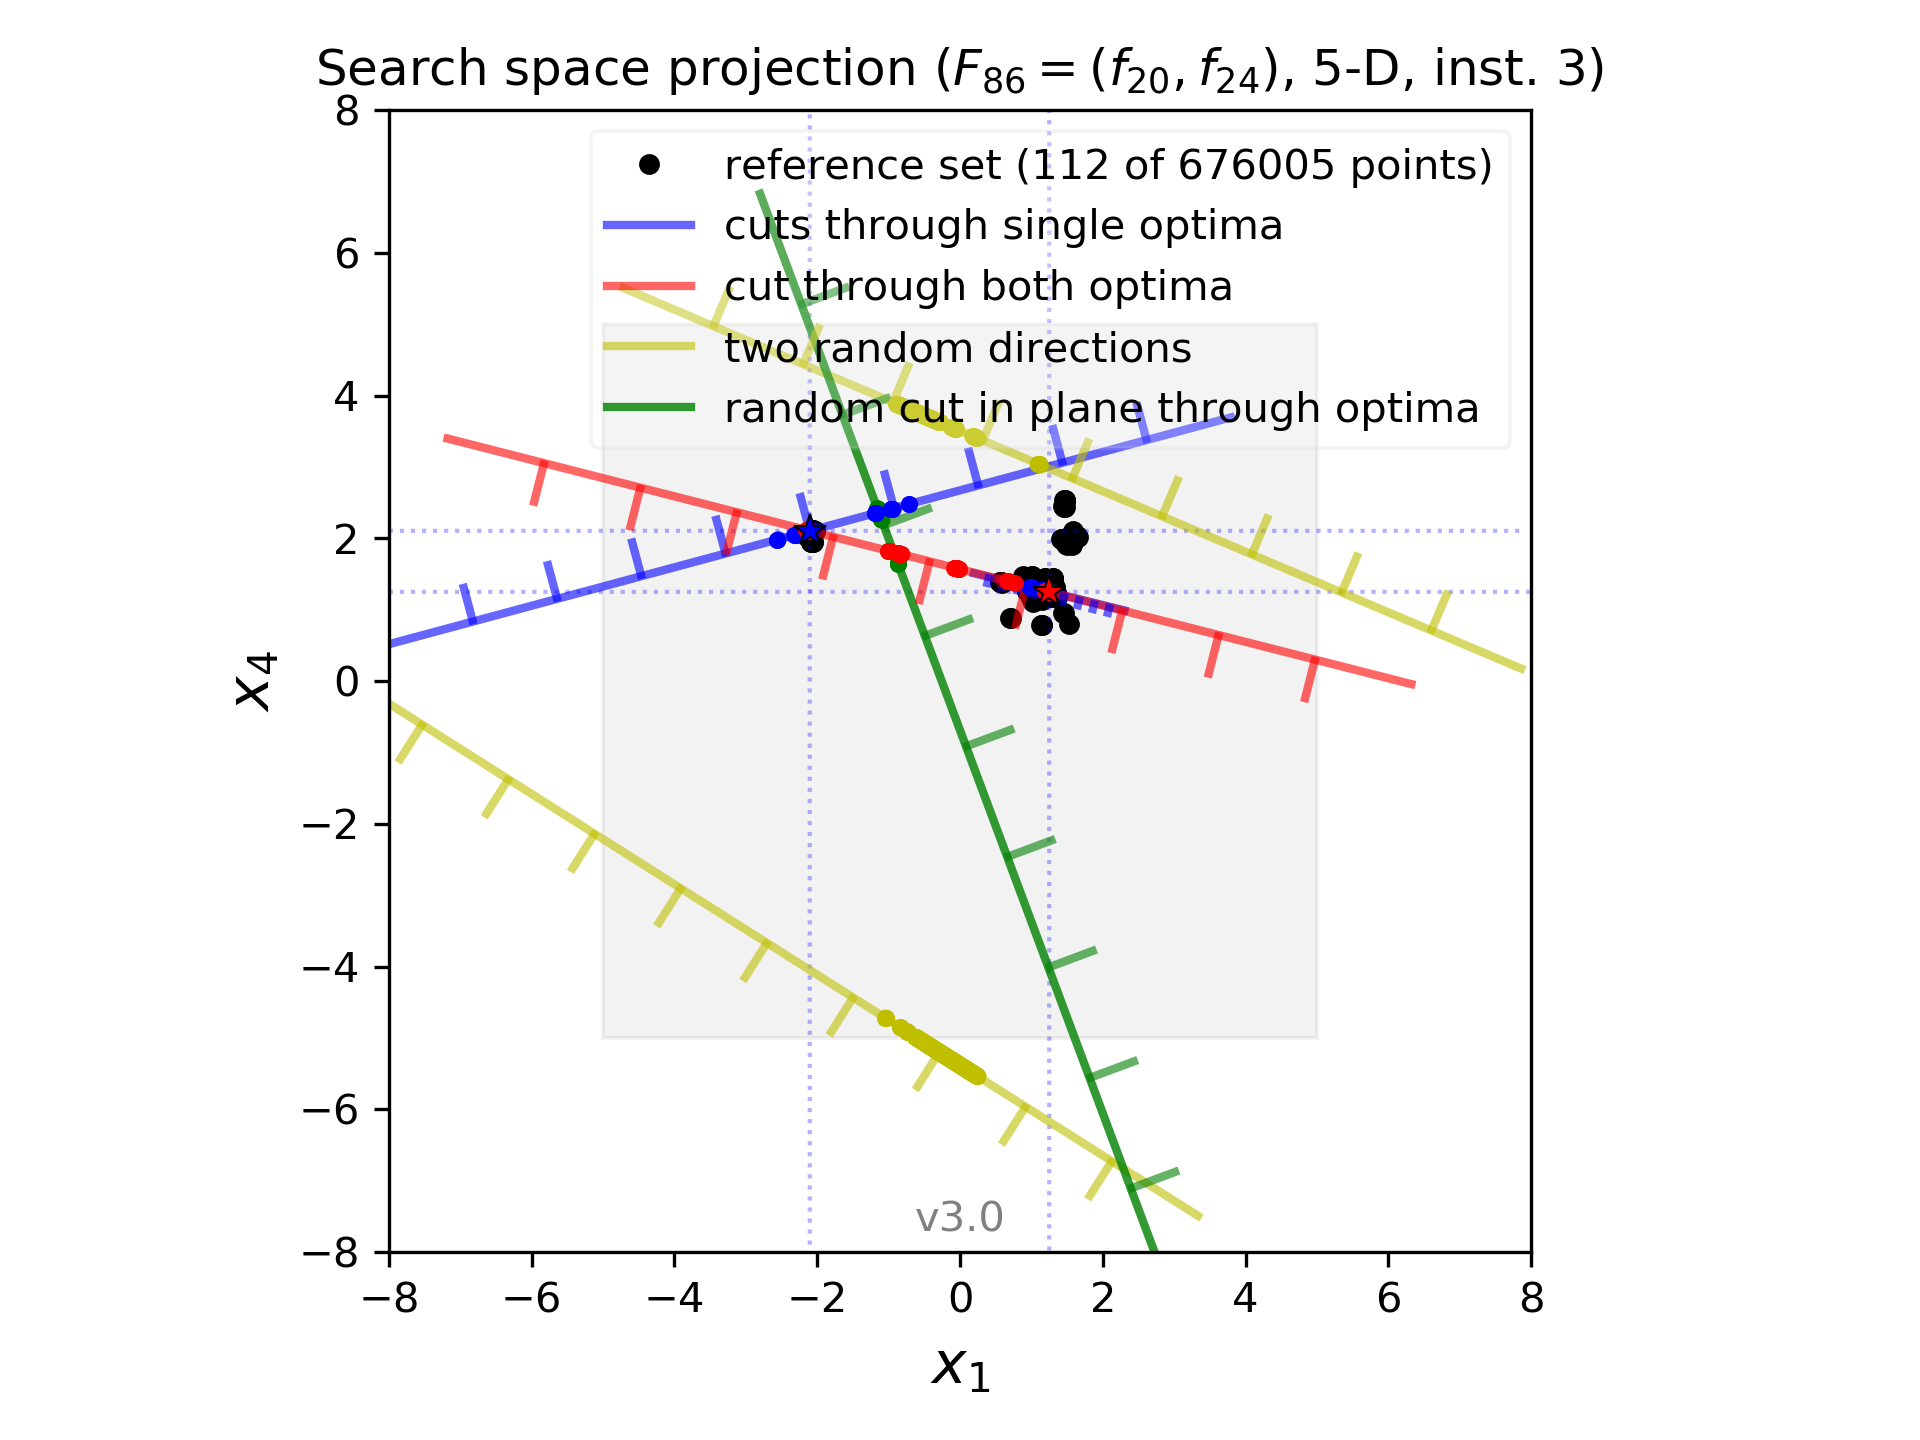 Search space projection (F86 = (f20, f24), 5-D, inst. 3)
8
6
4
2
0
−2
−4
−6
−8
x4
reference set (112 of 676005 points)
cuts through single optima
cut through both optima
two random directions
random cut in plane through optima
v3.0
−8 −6 −4 −2 0 2 4 6 8
x1